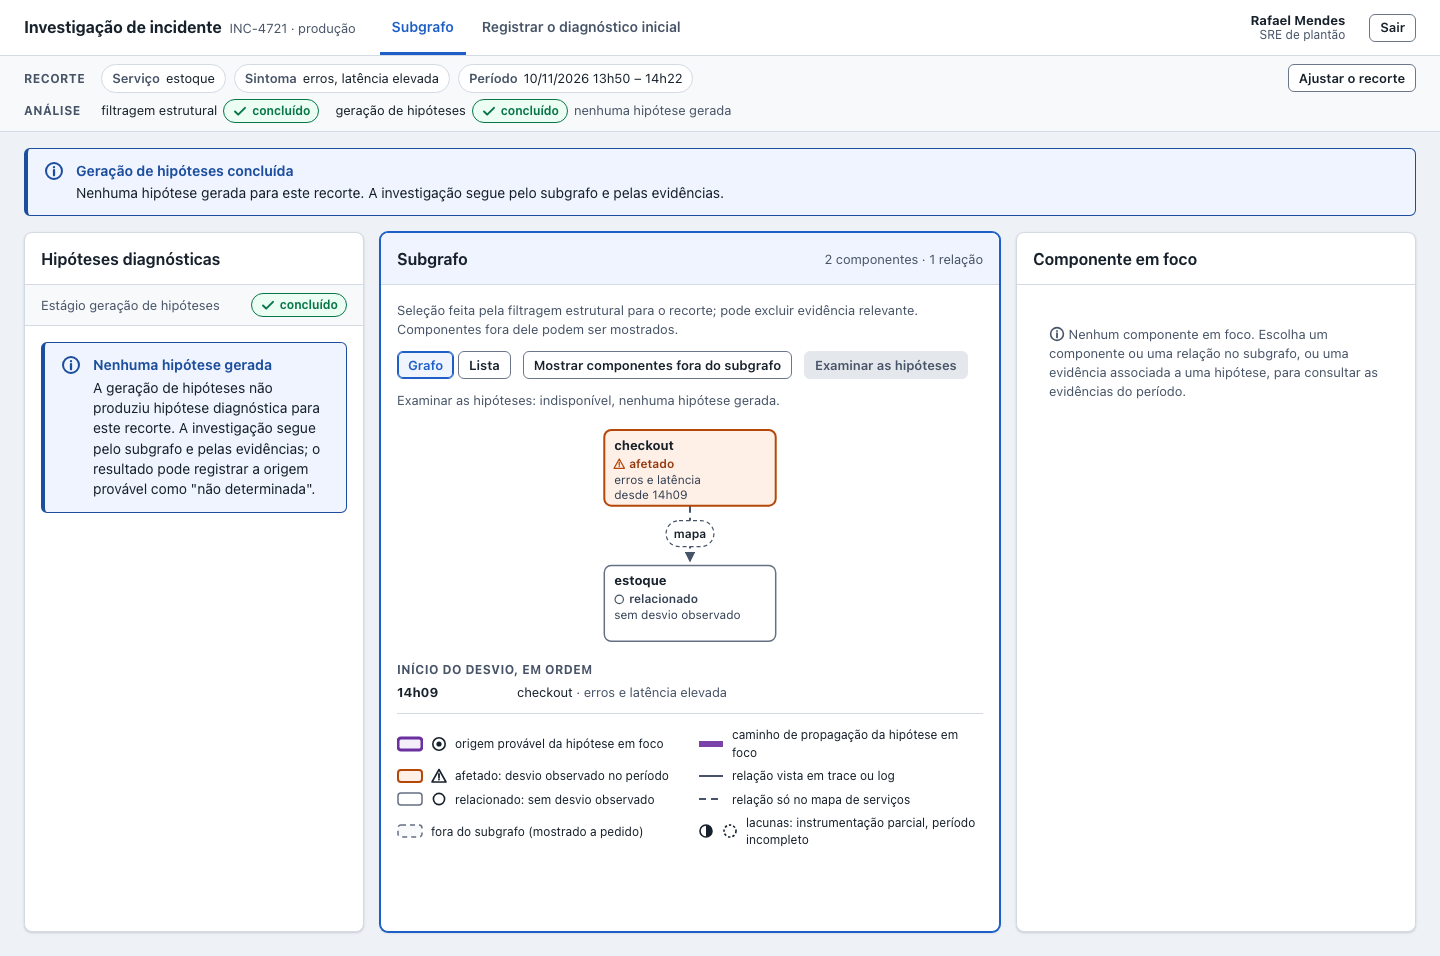 Investigação de incidente INC-4721 · produção
Subgrafo
Registrar o diagnóstico inicial
Rafael Mendes
SRE de plantão
Sair
RECORTE
Serviço estoque
Sintoma erros, latência elevada
Período 10/11/2026 13h50 – 14h22
Ajustar o recorte
ANÁLISE
filtragem estrutural concluído
geração de hipóteses concluído nenhuma hipótese gerada
Geração de hipóteses concluída
Nenhuma hipótese gerada para este recorte. A investigação segue pelo subgrafo e pelas evidências.
Hipóteses diagnósticas
Estágio geração de hipóteses concluído
Nenhuma hipótese gerada
A geração de hipóteses não
produziu hipótese diagnóstica para
este recorte. A investigação segue
pelo subgrafo e pelas evidências; o
resultado pode registrar a origem
provável como "não determinada".
Subgrafo
2 componentes · 1 relação
Seleção feita pela filtragem estrutural para o recorte; pode excluir evidência relevante.
Componentes fora dele podem ser mostrados.
Grafo
Lista
Mostrar componentes fora do subgrafo
Examinar as hipóteses
Examinar as hipóteses: indisponível, nenhuma hipótese gerada.
checkout
afetado
erros e latência
desde 14h09
mapa
estoque
relacionado
sem desvio observado
INÍCIO DO DESVIO, EM ORDEM
14h09 checkout · erros e latência elevada
origem provável da hipótese em foco
caminho de propagação da hipótese em
foco
afetado: desvio observado no período
relação vista em trace ou log
relacionado: sem desvio observado
relação só no mapa de serviços
fora do subgrafo (mostrado a pedido)
lacunas: instrumentação parcial, período
incompleto
Componente em foco
Nenhum componente em foco. Escolha um
componente ou uma relação no subgrafo, ou uma
evidência associada a uma hipótese, para consultar as
evidências do período.